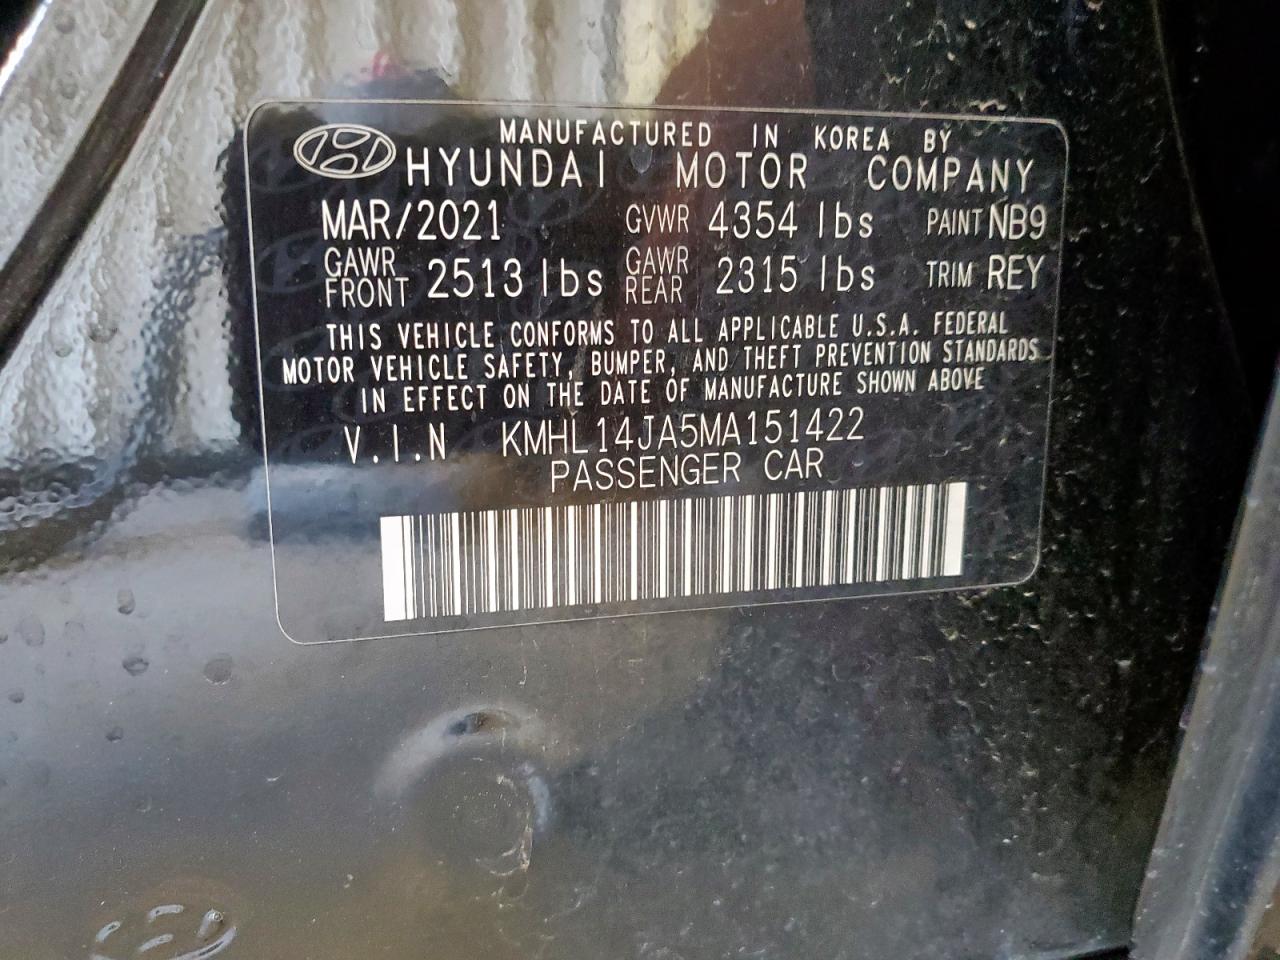 MANUFACTURED IN KOREA BY
HYUNDAI MOTOR COMPANY
MAR/2021 GVWR 4354 lbs PAINT NB9
GAWR FRONT 2513 lbs GAWR REAR 2315 lbs TRIM REY
THIS VEHICLE CONFORMS TO ALL APPLICABLE U.S.A. FEDERAL
MOTOR VEHICLE SAFETY, BUMPER, AND THEFT PREVENTION STANDARDS
IN EFFECT ON THE DATE OF MANUFACTURE SHOWN ABOVE
V.I.N KMHL14JA5MA151422
PASSENGER CAR